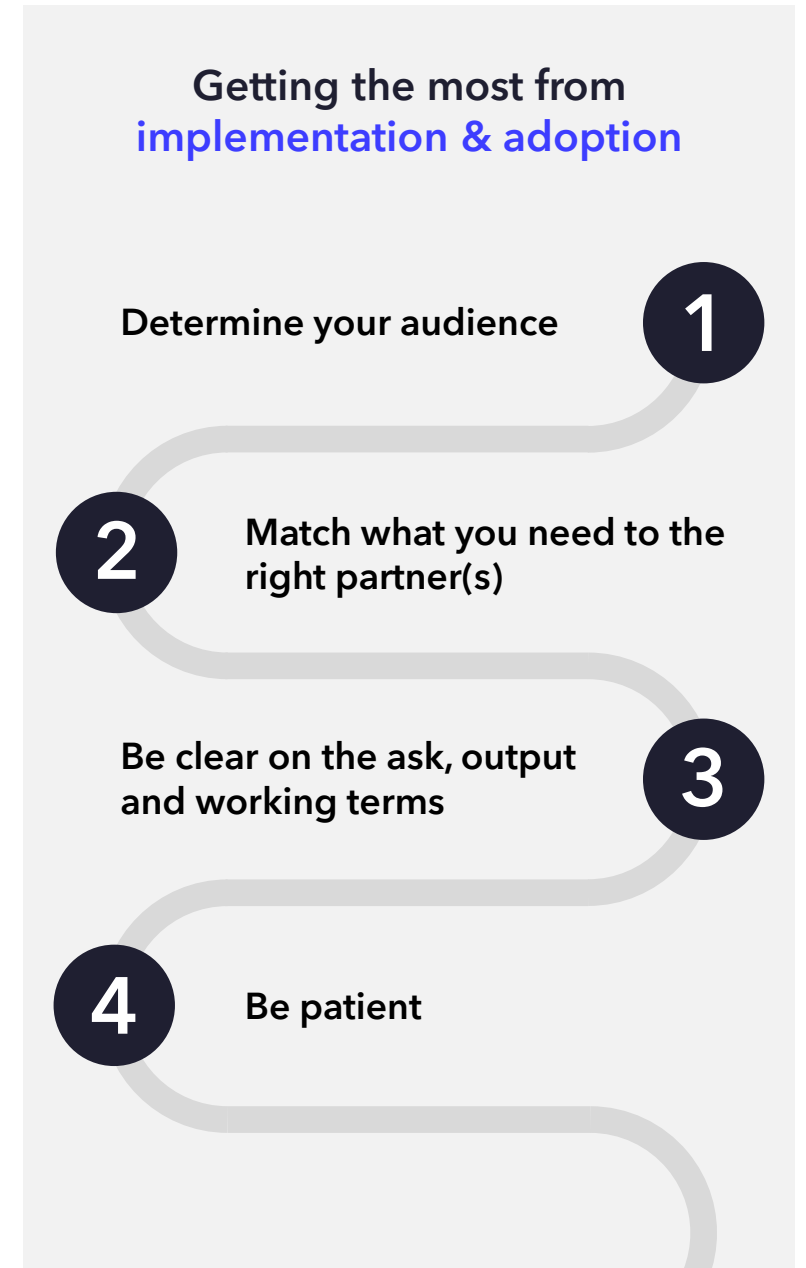 Getting the most from
implementation & adoption
Determine your audience
1
2
Match what you need to the
right partner(s)
Be clear on the ask, output
and working terms
3
4
Be patient